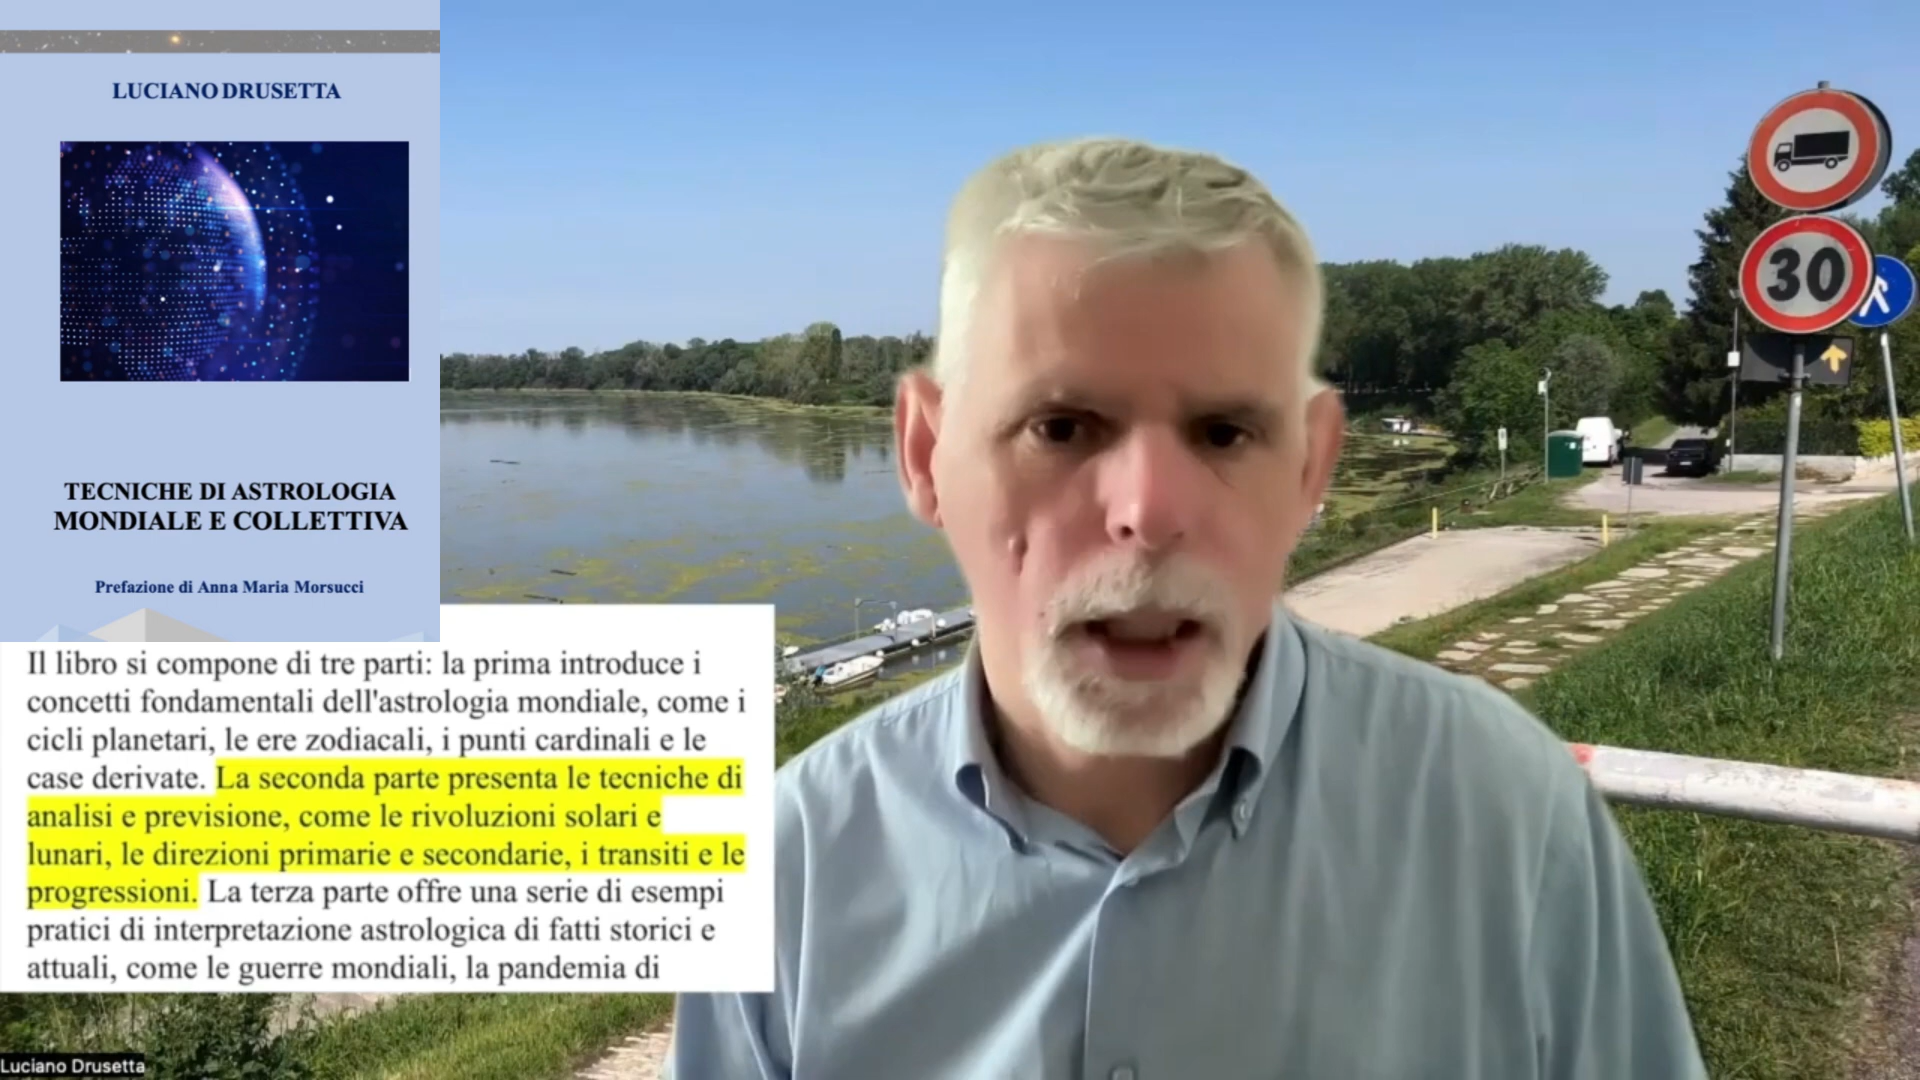 LUCIANO DRUSETTA
TECNICHE DI ASTROLOGIA
MONDIALE E COLLETTIVA
Prefazione di Anna Maria Morsucci
Il libro si compone di tre parti: la prima introduce i
concetti fondamentali dell'astrologia mondiale, come i
cicli planetari, le ere zodiacali, i punti cardinali e le
case derivate. La seconda parte presenta le tecniche di
analisi e previsione, come le rivoluzioni solari e
lunari, le direzioni primarie e secondarie, i transiti e le
progressioni. La terza parte offre una serie di esempi
pratici di interpretazione astrologica di fatti storici e
attuali, come le guerre mondiali, la pandemia di
30
Luciano Drusetta